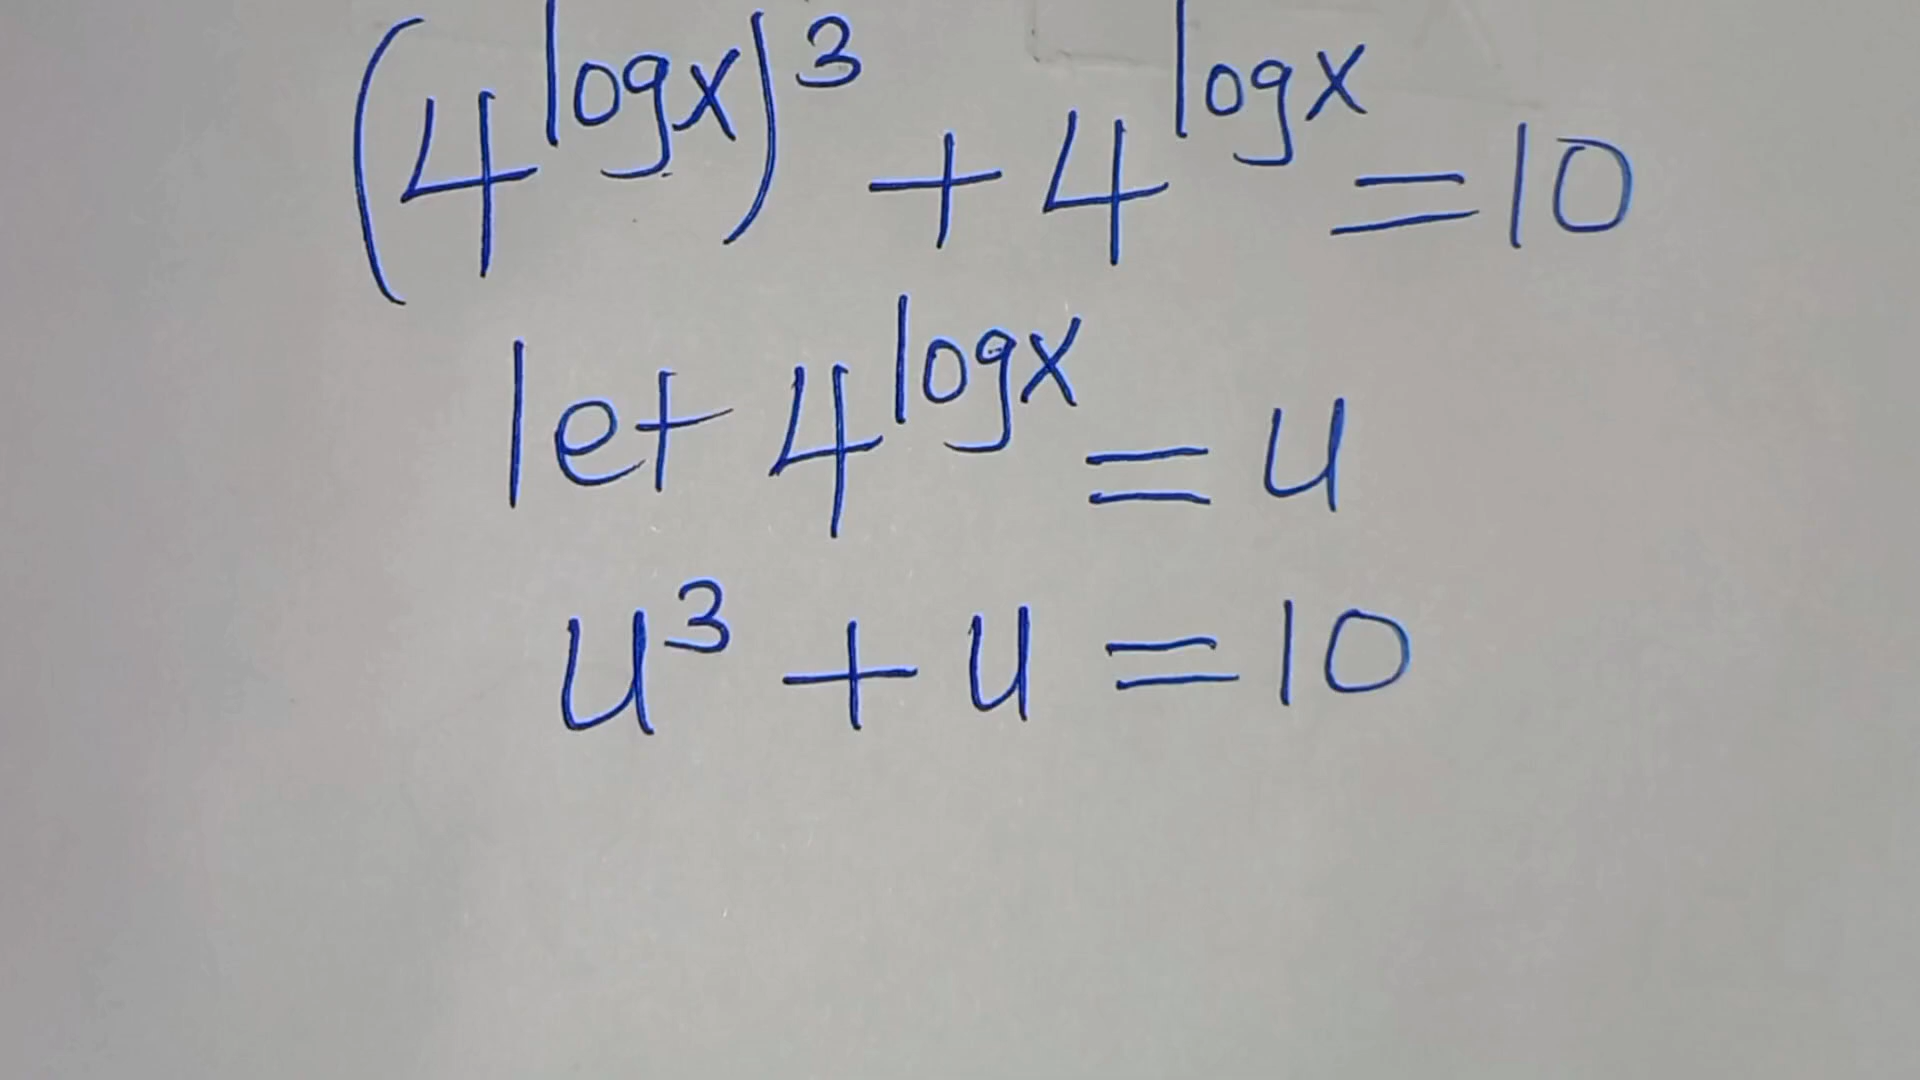 (4^logx)^3 + 4^logx = 10
let 4^logx = u
u^3 + u = 10